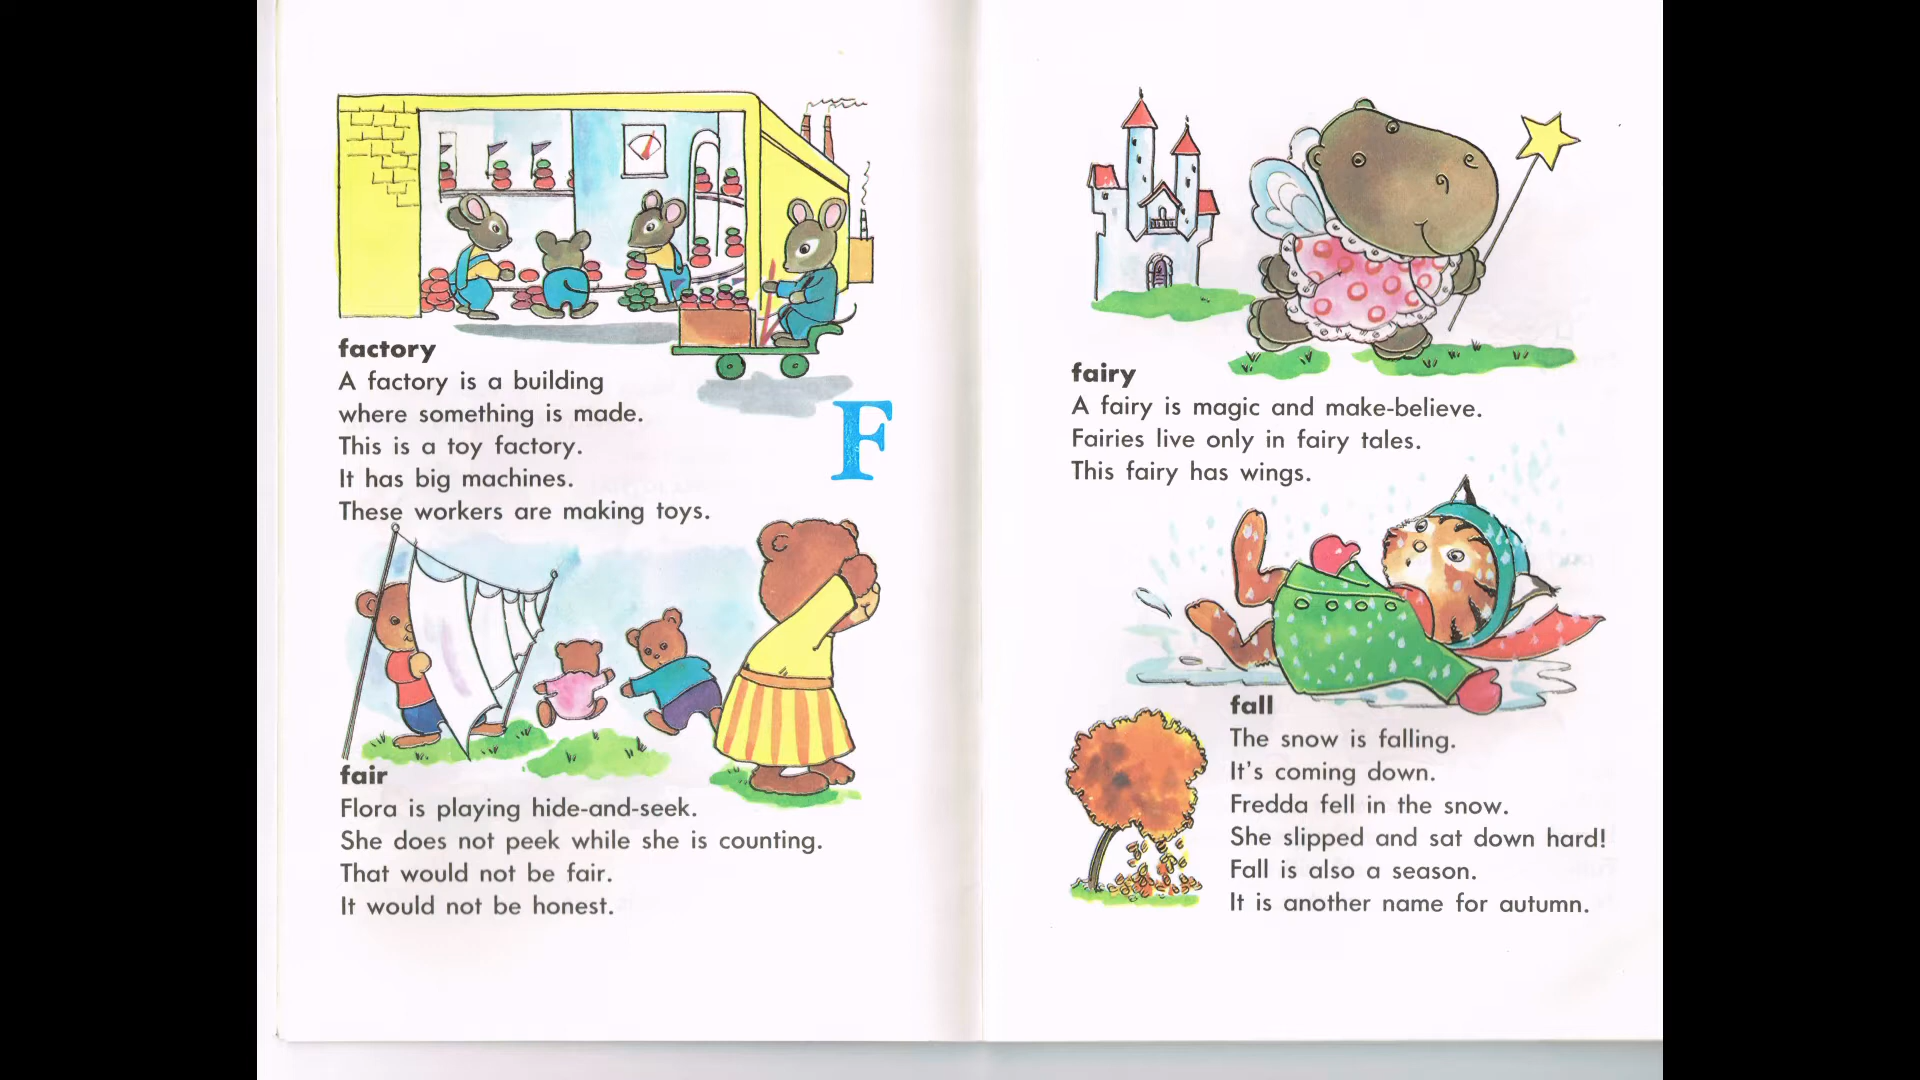 factory
A factory is a building
where something is made.
This is a toy factory.
It has big machines.
These workers are making toys.
F
fair
Flora is playing hide-and-seek.
She does not peek while she is counting.
That would not be fair.
It would not be honest.
fairy
A fairy is magic and make-believe.
Fairies live only in fairy tales.
This fairy has wings.
fall
The snow is falling.
It's coming down.
Fredda fell in the snow.
She slipped and sat down hard!
Fall is also a season.
It is another name for autumn.